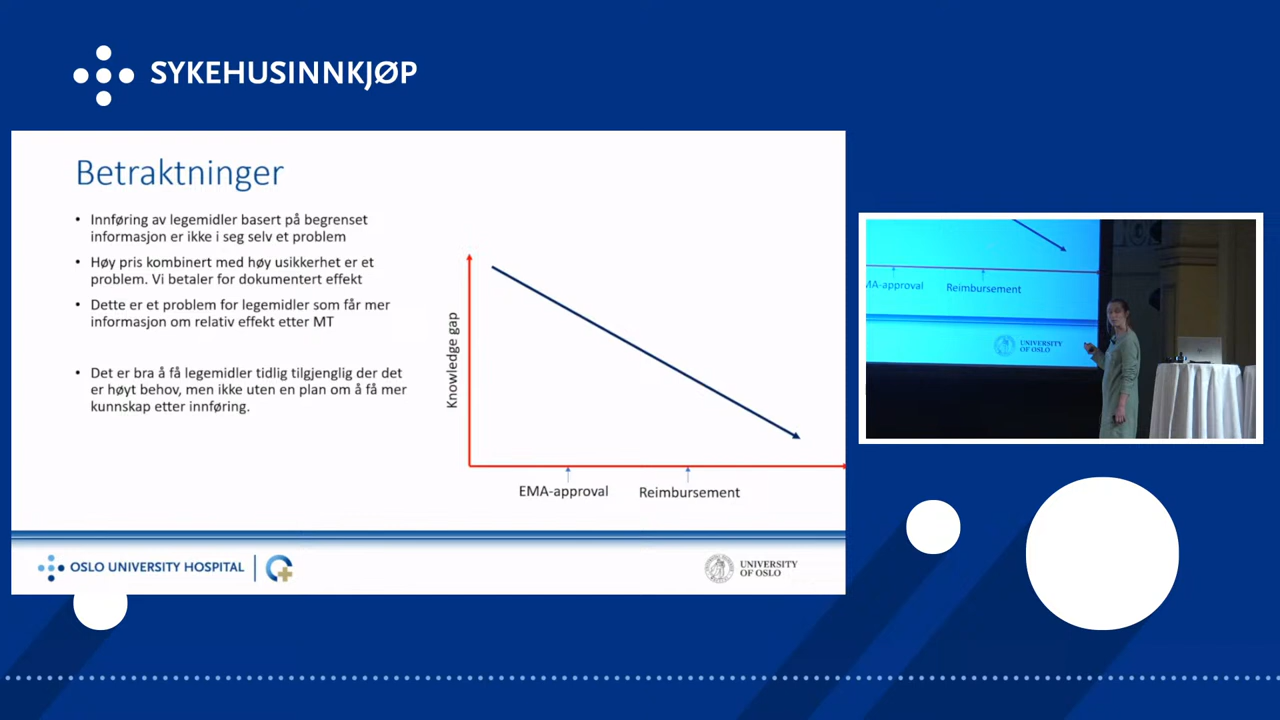 SYKEHUSINNKJØP
Betraktninger
• Innføring av legemidler basert på begrenset
informasjon er ikke i seg selv et problem
• Høy pris kombinert med høy usikkerhet er et
problem. Vi betaler for dokumentert effekt
• Dette er et problem for legemidler som får mer
informasjon om relativ effekt etter MT
• Det er bra å få legemidler tidlig tilgjenglig der det
er høyt behov, men ikke uten en plan om å få mer
kunnskap etter innføring.
Knowledge gap
EMA-approval
Reimbursement
OSLO UNIVERSITY HOSPITAL
UNIVERSITY
OF OSLO
MA-approval
Reimbursement
UNIVERSITY
OF OSLO